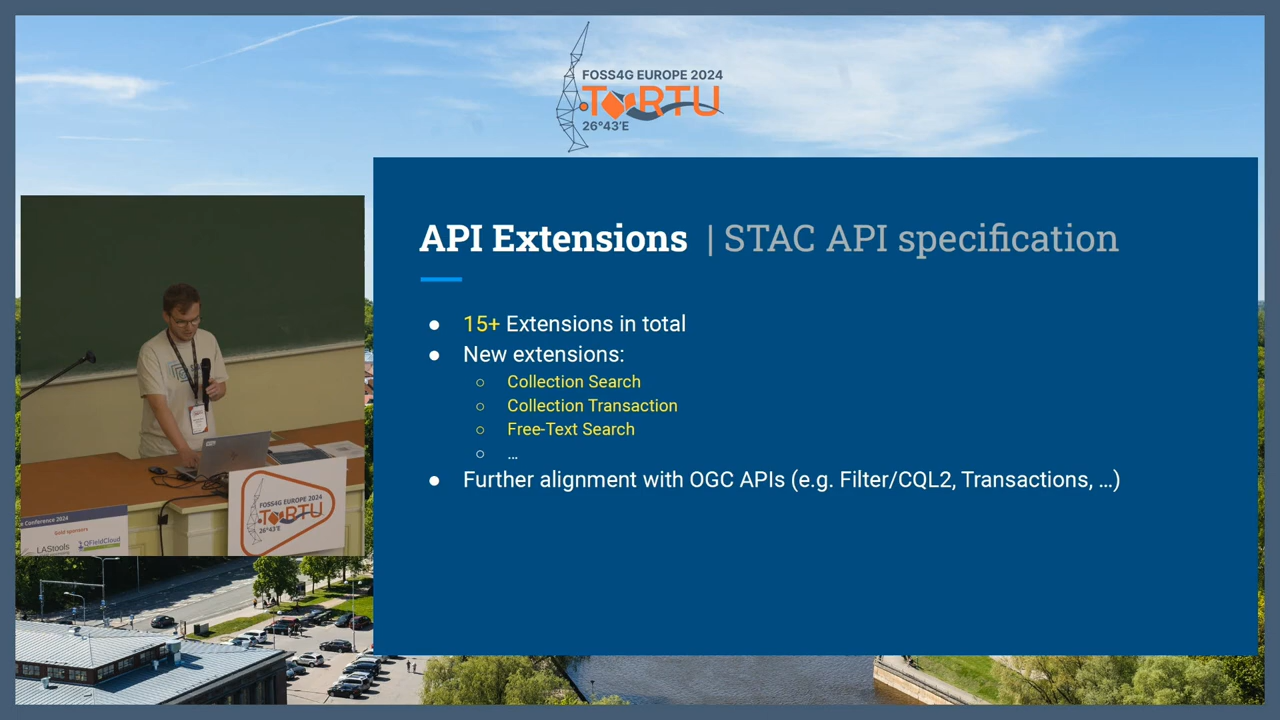 FOSS4G EUROPE 2024
TORTU
26°43'E
API Extensions | STAC API specification
● 15+ Extensions in total
● New extensions:
○ Collection Search
○ Collection Transaction
○ Free-Text Search
○ …
● Further alignment with OGC APIs (e.g. Filter/CQL2, Transactions, …)
FOSS4G EUROPE 2024
TORTU
26°43'E
Conference 2024
Gold sponsors
LAStools
QFieldCloud